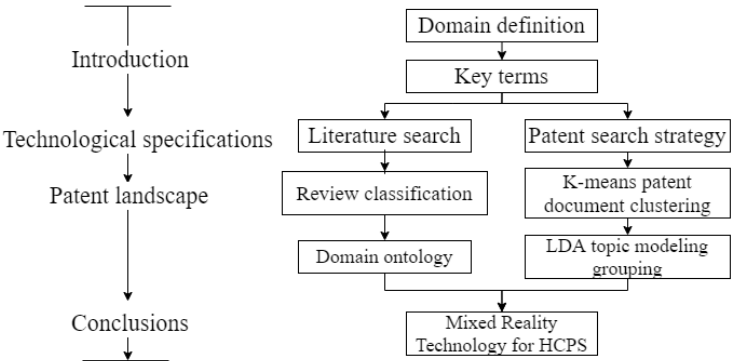 Introduction
Technological specifications
Patent landscape
Conclusions
Domain definition
Key terms
Literature search
Patent search strategy
Review classification
K-means patent
document clustering
Domain ontology
LDA topic modeling
grouping
Mixed Reality
Technology for HCPS